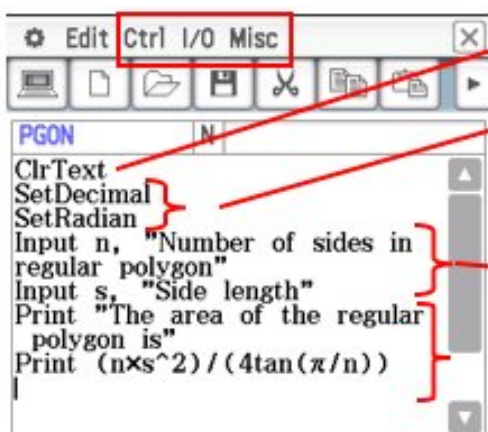 Edit Ctrl I/O Misc
PGON N
ClrText
SetDecimal
SetRadian
Input n, "Number of sides in
regular polygon"
Input s, "Side length"
Print "The area of the regular
polygon is"
Print (n×s^2)/(4tan(π/n))